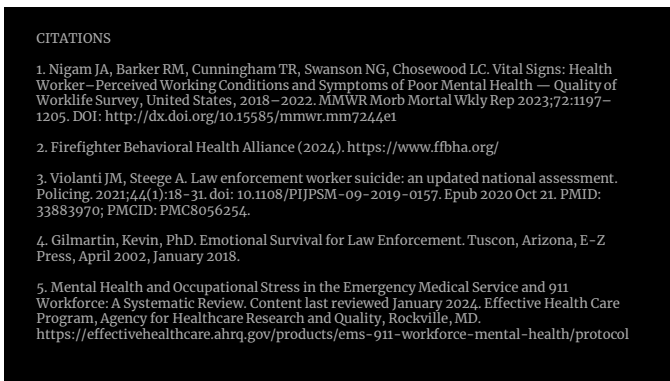 CITATIONS
1. Nigam JA, Barker RM, Cunningham TR, Swanson NG, Chosewood LC. Vital Signs: Health
Worker–Perceived Working Conditions and Symptoms of Poor Mental Health — Quality of
Worklife Survey, United States, 2018–2022. MMWR Morb Mortal Wkly Rep 2023;72:1197–
1205. DOI: http://dx.doi.org/10.15585/mmwr.mm7244e1
2. Firefighter Behavioral Health Alliance (2024). https://www.ffbha.org/
3. Violanti JM, Steege A. Law enforcement worker suicide: an updated national assessment.
Policing. 2021;44(1):18-31. doi: 10.1108/PIJPSM-09-2019-0157. Epub 2020 Oct 21. PMID:
33883970; PMCID: PMC8056254.
4. Gilmartin, Kevin, PhD. Emotional Survival for Law Enforcement. Tuscon, Arizona, E-Z
Press, April 2002, January 2018.
5. Mental Health and Occupational Stress in the Emergency Medical Service and 911
Workforce: A Systematic Review. Content last reviewed January 2024. Effective Health Care
Program, Agency for Healthcare Research and Quality, Rockville, MD.
https://effectivehealthcare.ahrq.gov/products/ems-911-workforce-mental-health/protocol